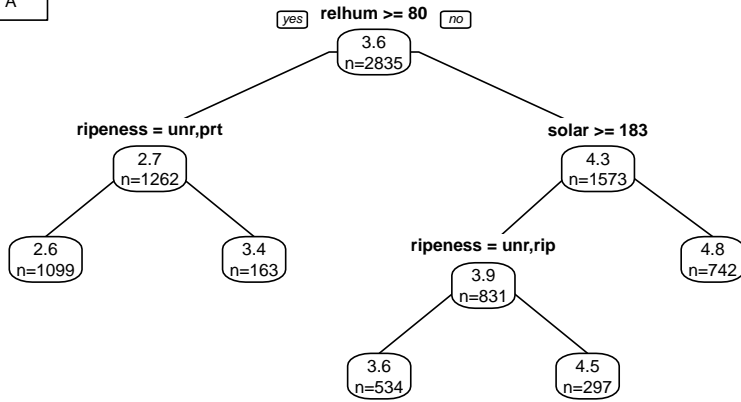 A
yes relhum >= 80 no
3.6
n=2835
ripeness = unr,prt
solar >= 183
2.7
n=1262
4.3
n=1573
2.6
n=1099
3.4
n=163
ripeness = unr,rip
4.8
n=742
3.9
n=831
3.6
n=534
4.5
n=297